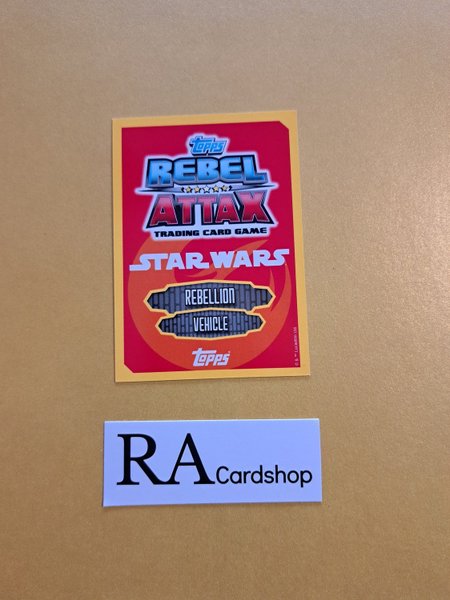 Topps
REBEL
ATTAX
TRADING CARD GAME
STAR WARS
REBELLION
VEHICLE
Topps
RA Cardshop